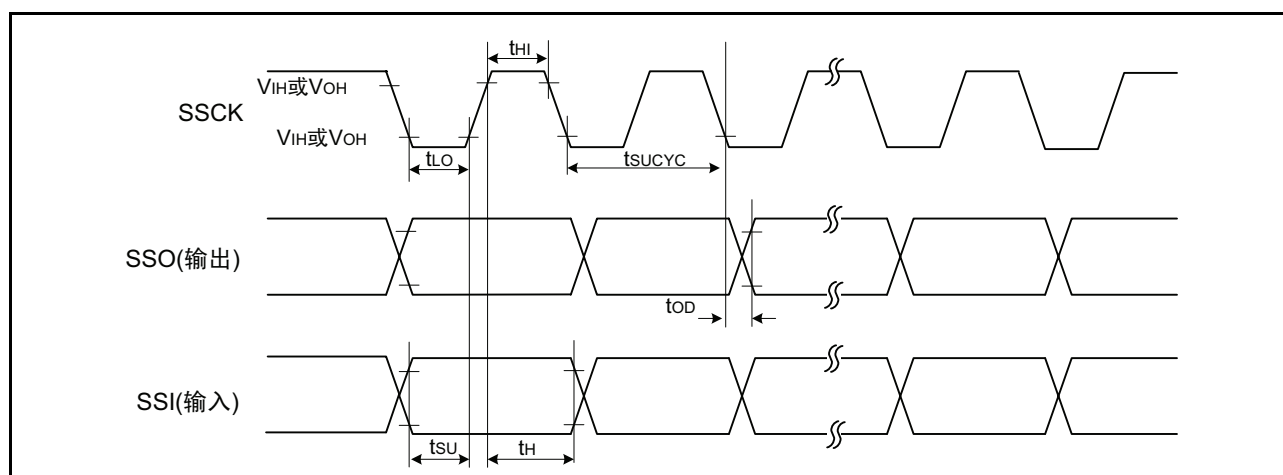 tHI
VIH或VOH
SSCK
VIH或VOH
tLO
tSUCYC
SSO(输出)
tOD
SSI(输入)
tSU
tH